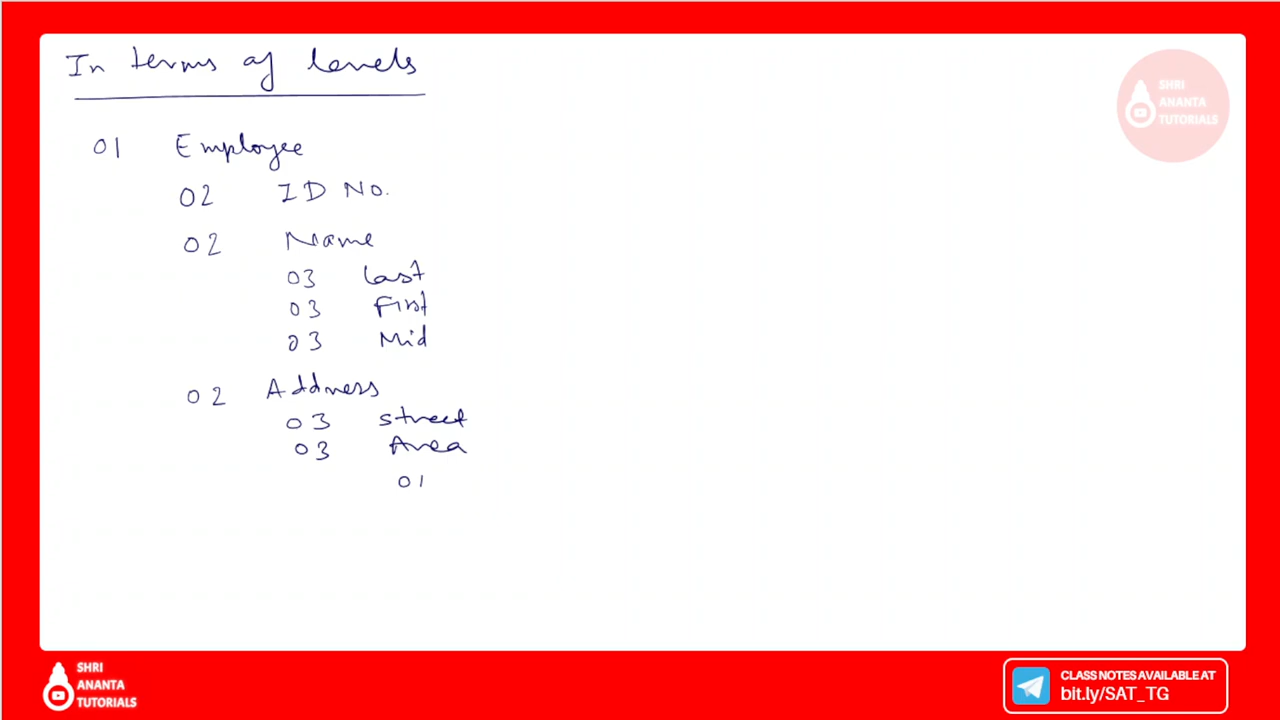 In terms of levels
SHRI
ANANTA
TUTORIALS
01 Employee
02 ID No.
02 Name
03 Last
03 First
03 Mid
02 Address
03 street
03 Area
01
SHRI
ANANTA
TUTORIALS
CLASS NOTES AVAILABLE AT
bit.ly/SAT_TG